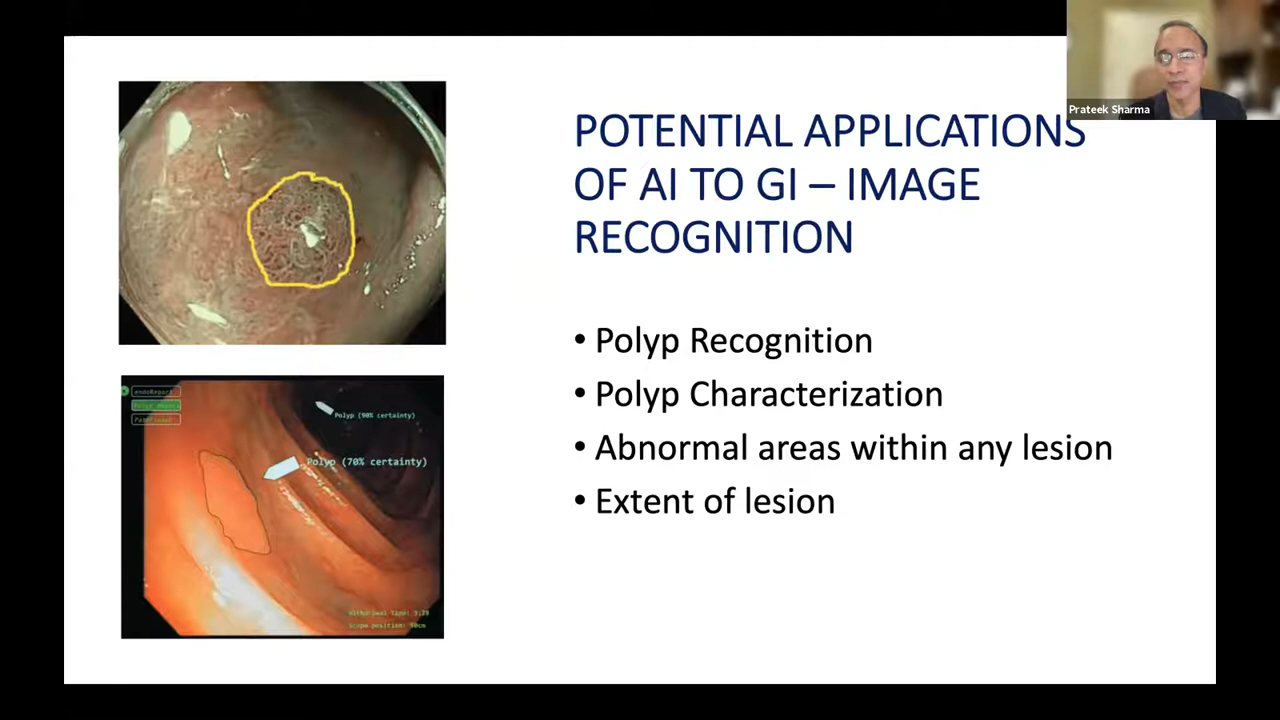 Prateek Sharma
POTENTIAL APPLICATIONS
OF AI TO GI – IMAGE
RECOGNITION
• Polyp Recognition
• Polyp Characterization
• Abnormal areas within any lesion
• Extent of lesion
Polyp (90% certainty)
Polyp (70% certainty)